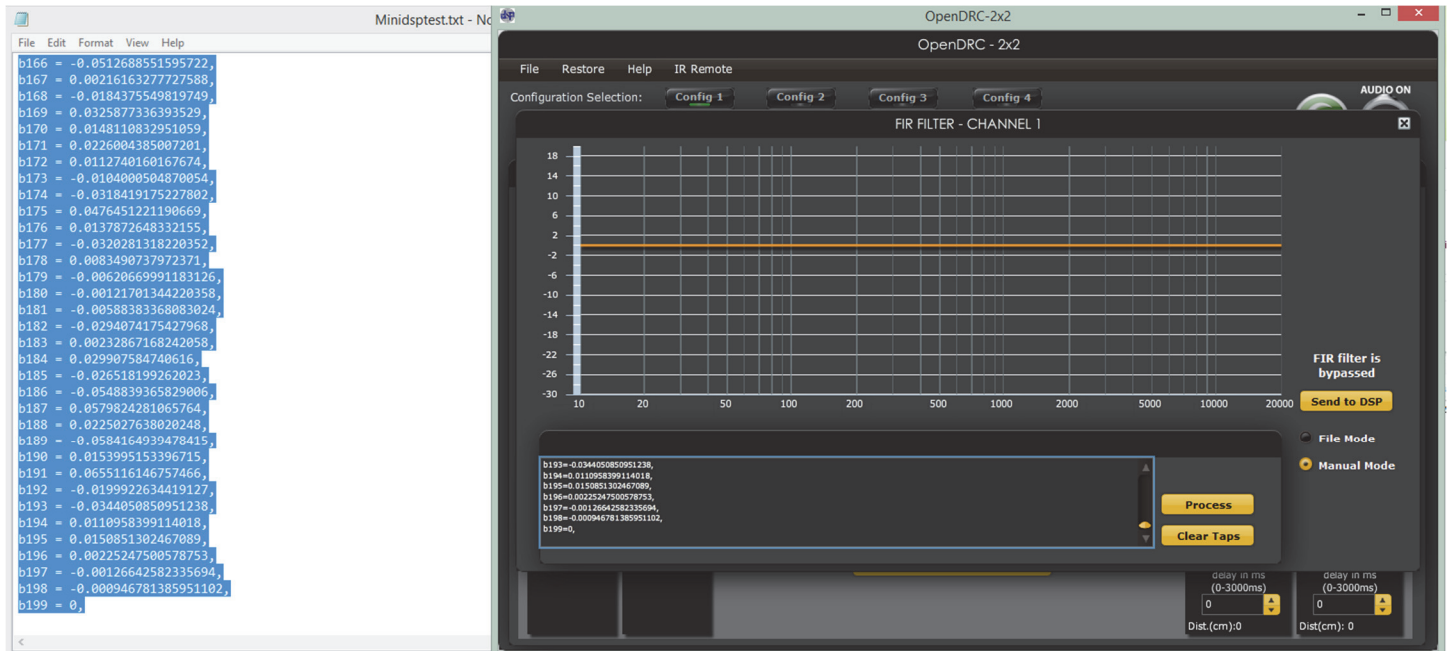 Minidsptest.txt - No
File Edit Format View Help
b166 = -0.0512688551595722,
b167 = 0.00216163277727588,
b168 = -0.0184375549819749,
b169 = 0.0325877336393529,
b170 = 0.0148110832951059,
b171 = 0.0226004385007201,
b172 = 0.0112740160167674,
b173 = -0.0104000504870054,
b174 = -0.0318419175227802,
b175 = 0.0476451221190669,
b176 = 0.0137872648332155,
b177 = -0.0320281318220352,
b178 = 0.0083490737972371,
b179 = -0.00620669991183126,
b180 = -0.00121701344220358,
b181 = -0.00588383368083024,
b182 = -0.0294074175427968,
b183 = 0.00232867168242058,
b184 = 0.029907584740616,
b185 = -0.026518199262023,
b186 = -0.0548839365829006,
b187 = 0.0579824281065764,
b188 = 0.0225027638020248,
b189 = -0.0584164939478415,
b190 = 0.0153995153396715,
b191 = 0.0655116146757466,
b192 = -0.0199922634419127,
b193 = -0.0344050850951238,
b194 = 0.0110958399114018,
b195 = 0.0150851302467089,
b196 = 0.00225247500578753,
b197 = -0.00126642582335694,
b198 = -0.000946781385951102,
b199 = 0,
dsp
OpenDRC-2x2
OpenDRC - 2x2
File Restore Help IR Remote
Configuration Selection: Config 1 Config 2 Config 3 Config 4
AUDIO ON
FIR FILTER - CHANNEL 1
18
14
10
6
2
-2
-6
-10
-14
-18
-22
-26
-30
10 20 50 100 200 500 1000 2000 5000 10000 20000
FIR filter is
bypassed
Send to DSP
File Mode
Manual Mode
b193=-0.0344050850951238,
b194=0.0110958399114018,
b195=0.0150851302467089,
b196=0.00225247500578753,
b197=-0.00126642582335694,
b198=-0.000946781385951102,
b199=0,
Process
Clear Taps
delay in ms
(0-3000ms)
0
Dist.(cm):0
delay in ms
(0-3000ms)
0
Dist(cm): 0